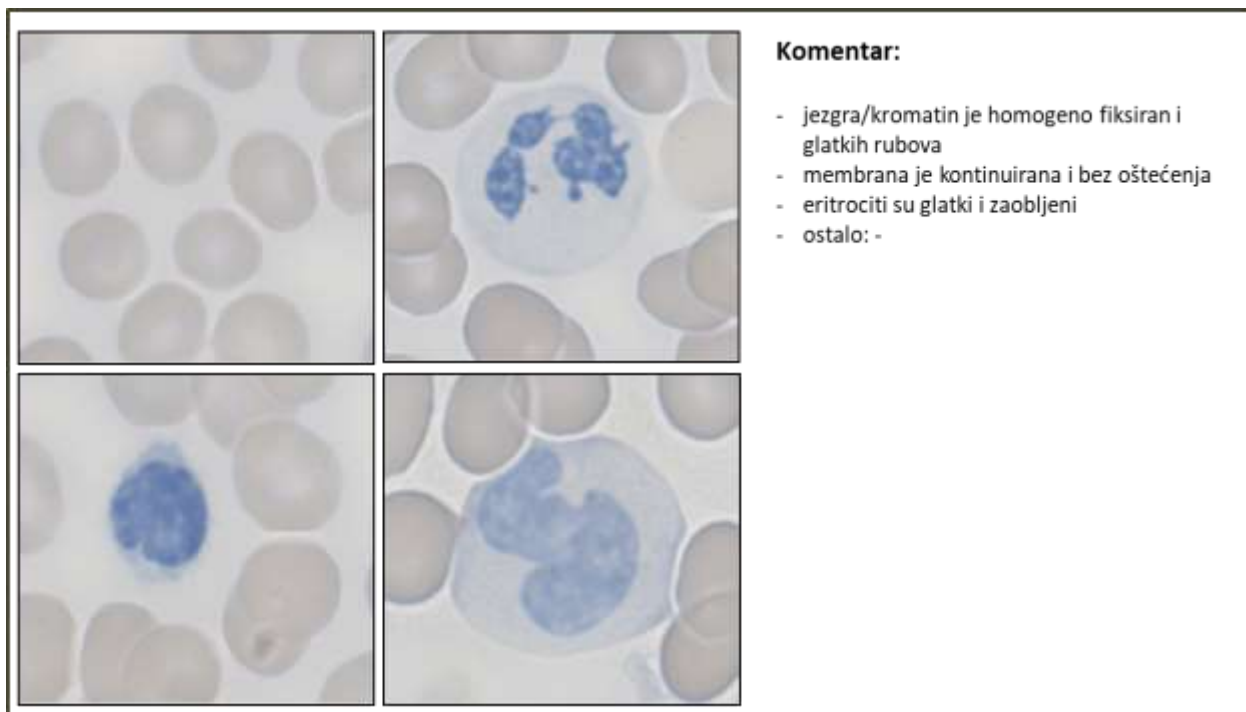 Komentar:
- jezgra/kromatin je homogeno fiksiran i
glatkih rubova
- membrana je kontinuirana i bez oštećenja
- eritrociti su glatki i zaobljeni
- ostalo: -